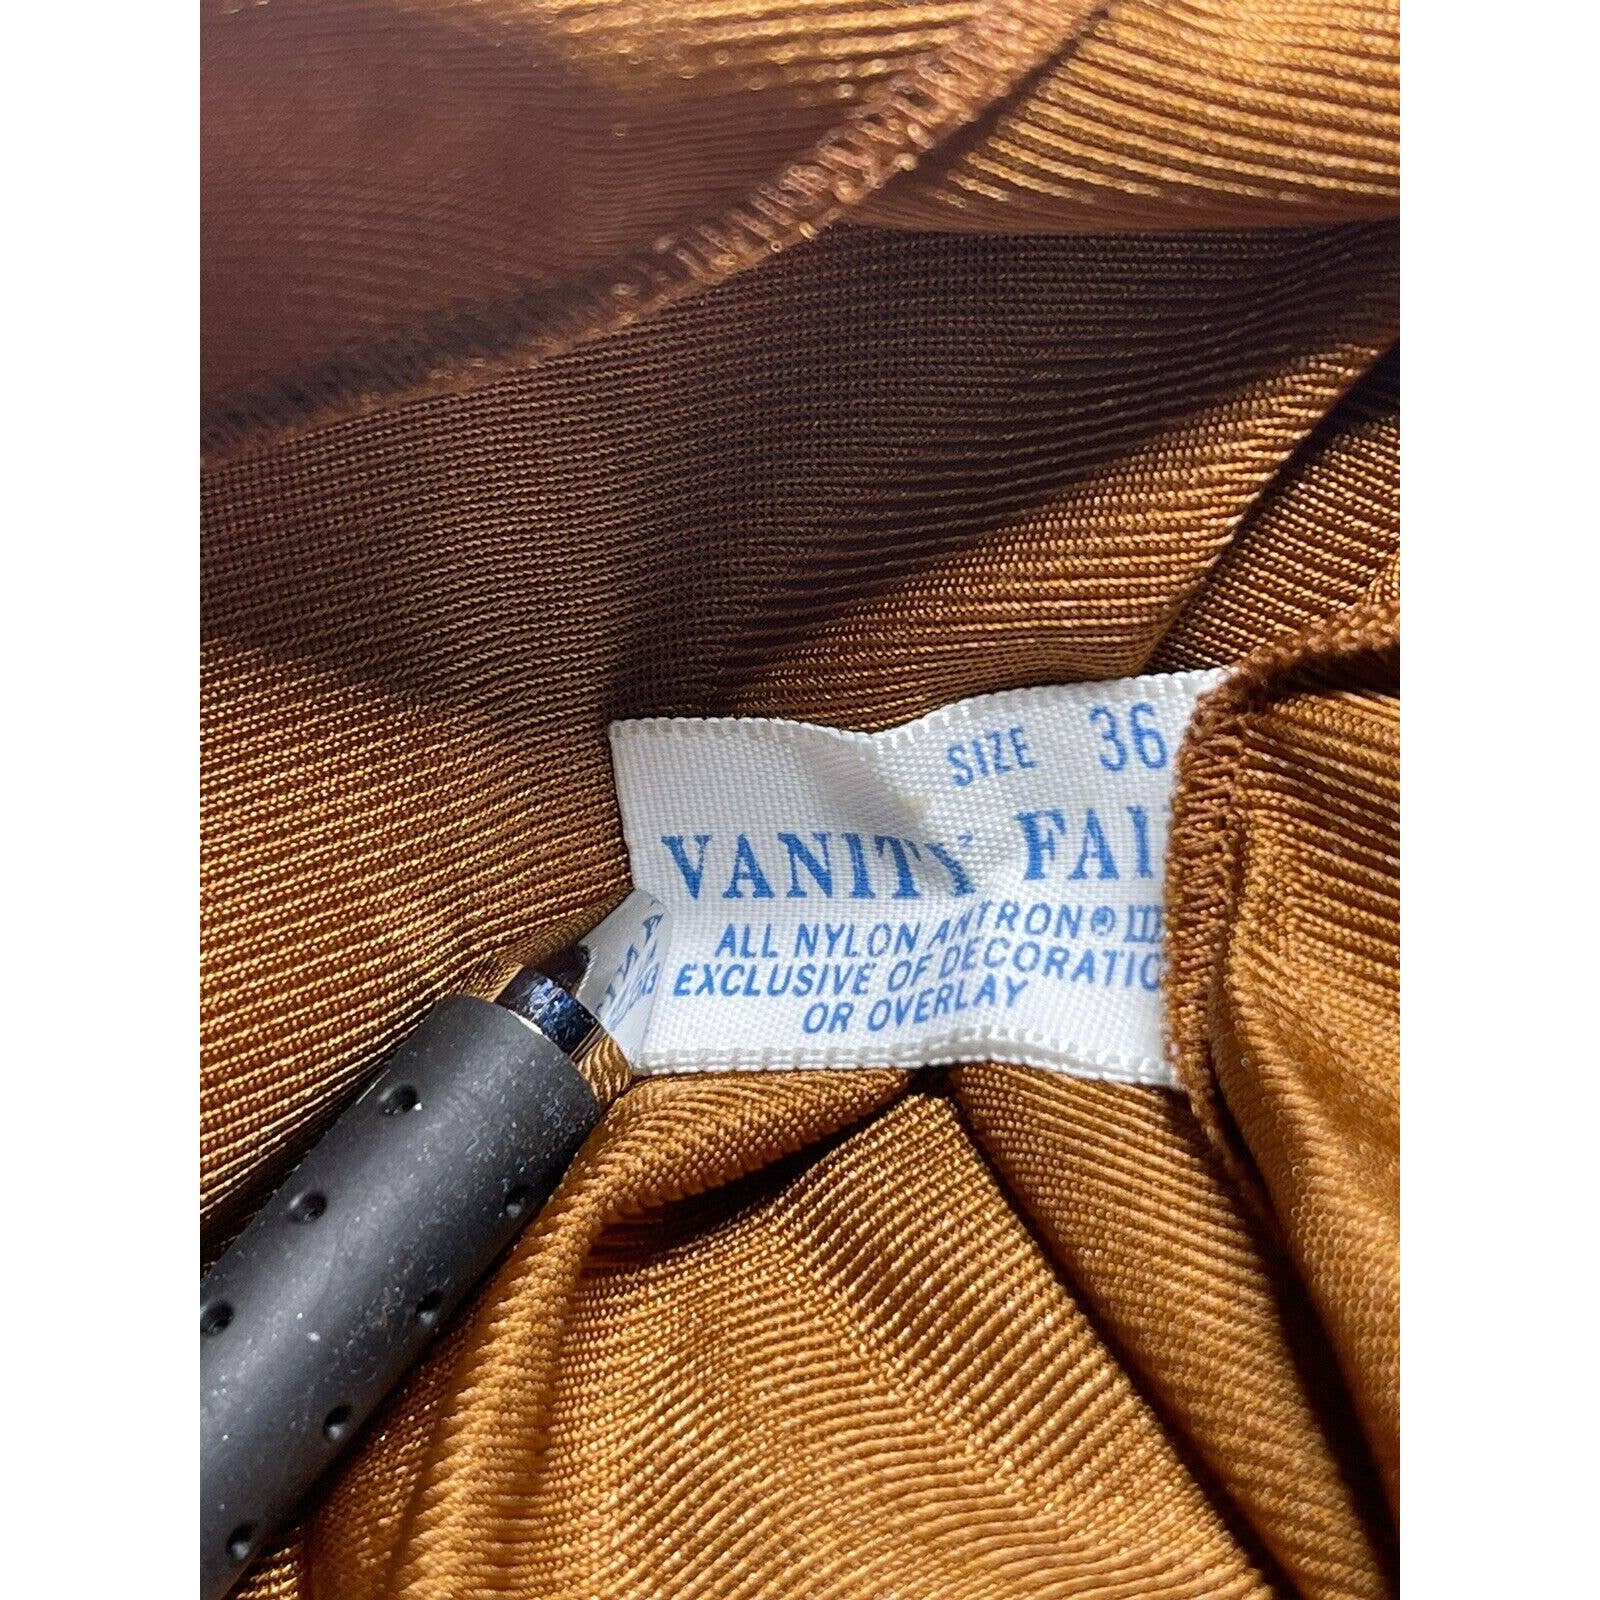 SIZE 36
VANITY FAI
ALL NYLON ANTRON® III
EXCLUSIVE OF DECORATIO
OR OVERLAY